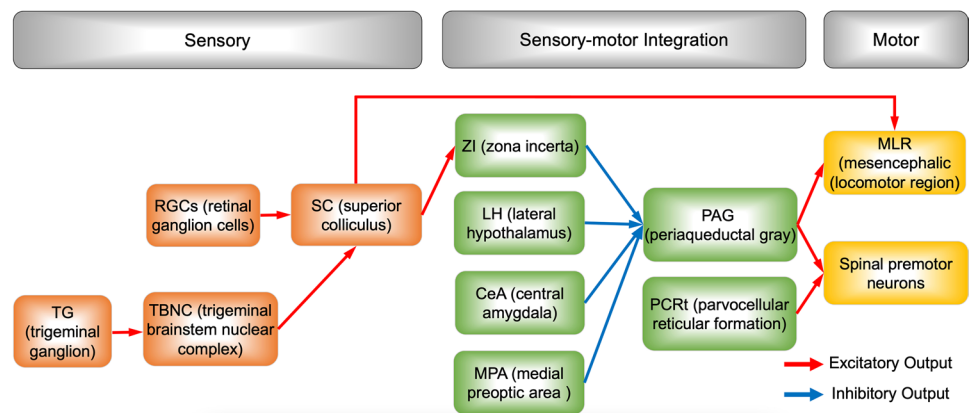 Sensory
Sensory-motor Integration
Motor
ZI (zona incerta)
MLR
(mesencephalic
(locomotor region)
RGCs (retinal
ganglion cells)
SC (superior
colliculus)
LH (lateral
hypothalamus)
PAG
(periaqueductal gray)
Spinal premotor
neurons
TG
(trigeminal
ganglion)
TBNC (trigeminal
brainstem nuclear
complex)
CeA (central
amygdala)
PCRt (parvocellular
reticular formation)
MPA (medial
preoptic area )
Excitatory Output
Inhibitory Output